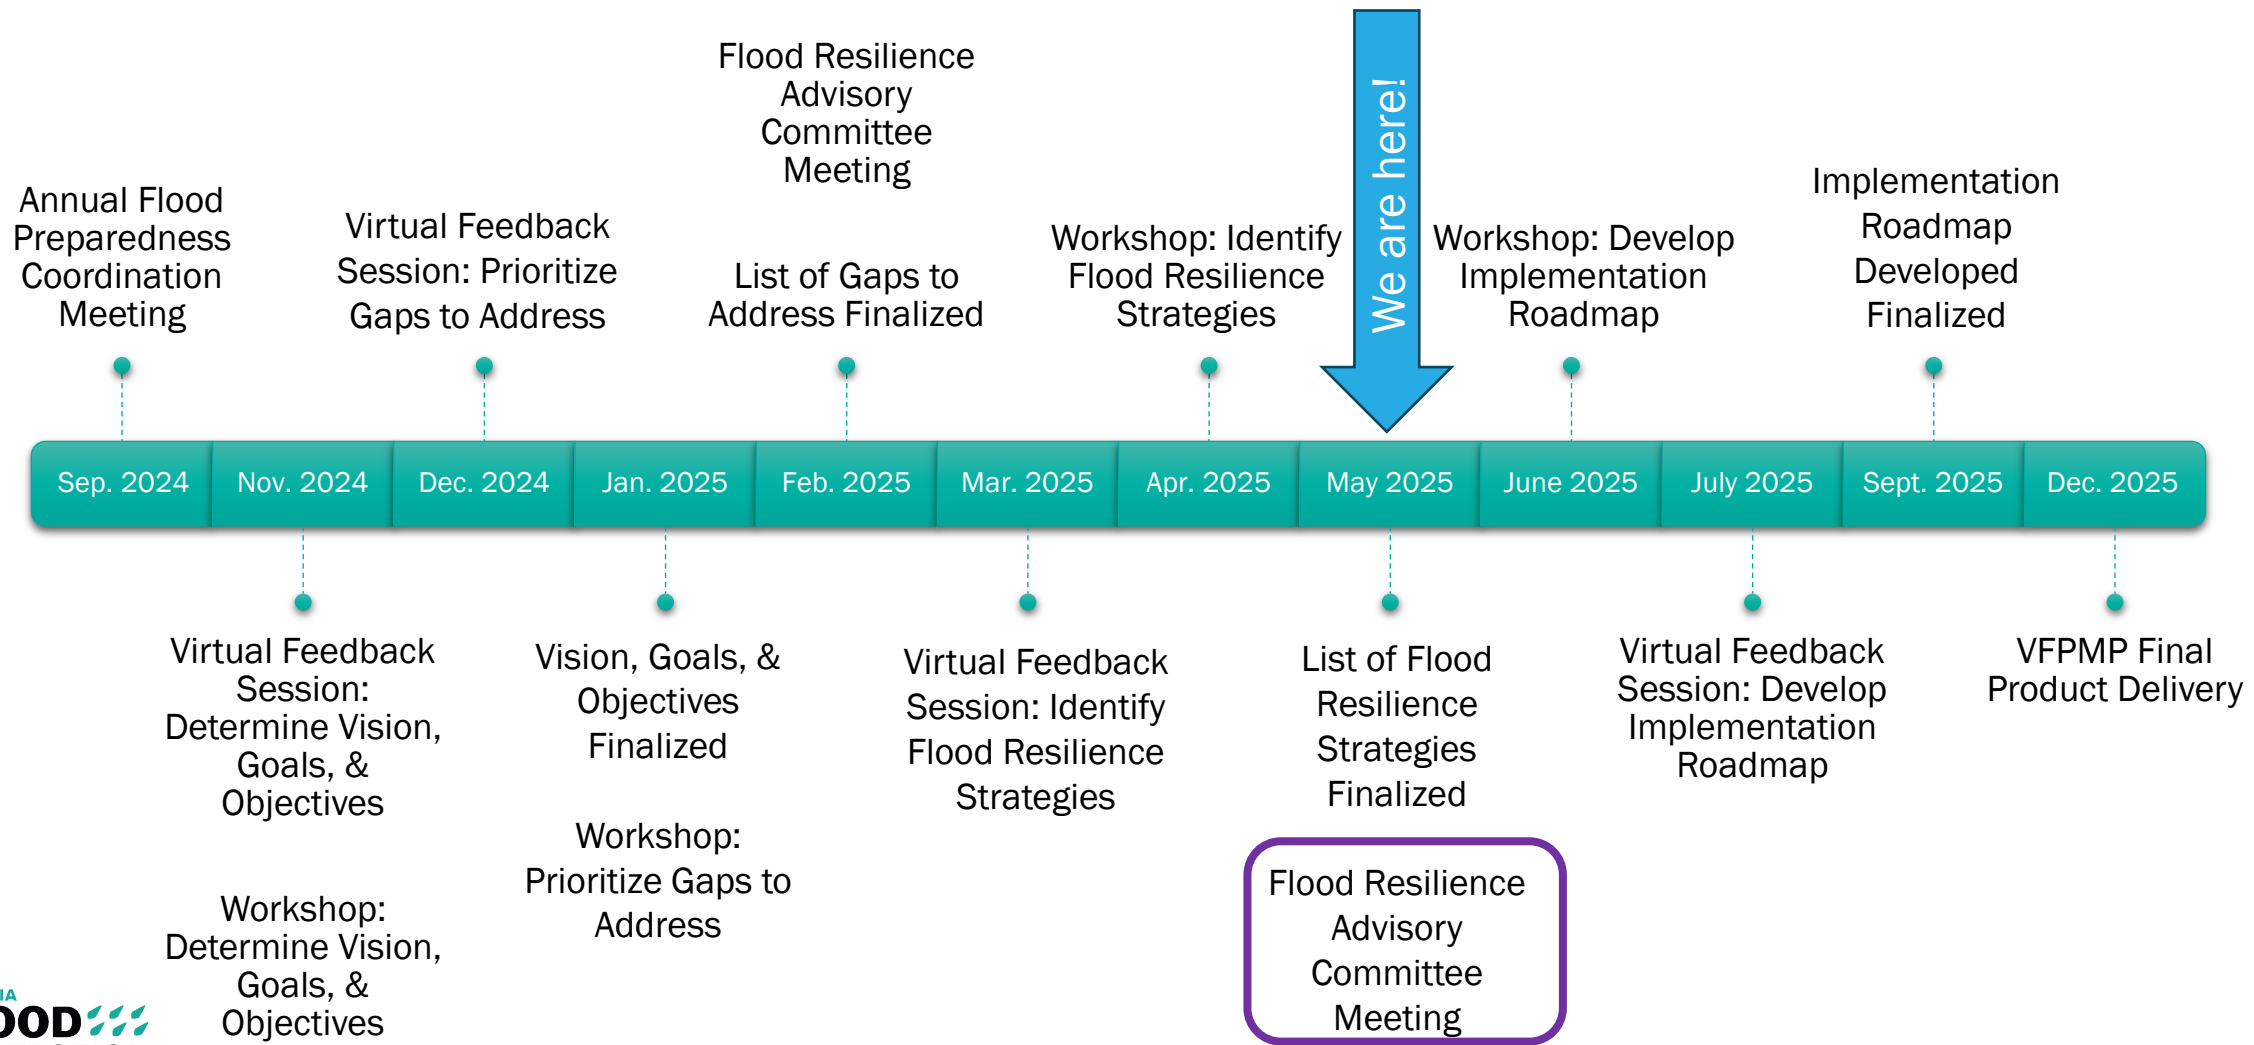 Flood Resilience
Advisory
Committee
Meeting
We are here!
Annual Flood
Preparedness
Coordination
Meeting
Virtual Feedback
Session: Prioritize
Gaps to Address
List of Gaps to
Address Finalized
Workshop: Identify
Flood Resilience
Strategies
Workshop: Develop
Implementation
Roadmap
Implementation
Roadmap
Developed
Finalized
Sep. 2024
Nov. 2024
Dec. 2024
Jan. 2025
Feb. 2025
Mar. 2025
Apr. 2025
May 2025
June 2025
July 2025
Sept. 2025
Dec. 2025
Virtual Feedback
Session:
Determine Vision,
Goals, &
Objectives
Workshop:
Determine Vision,
Goals, &
Objectives
Vision, Goals, &
Objectives
Finalized
Workshop:
Prioritize Gaps to
Address
Virtual Feedback
Session: Identify
Flood Resilience
Strategies
List of Flood
Resilience
Strategies
Finalized
Flood Resilience
Advisory
Committee
Meeting
Virtual Feedback
Session: Develop
Implementation
Roadmap
VFPMP Final
Product Delivery
IA
OOD